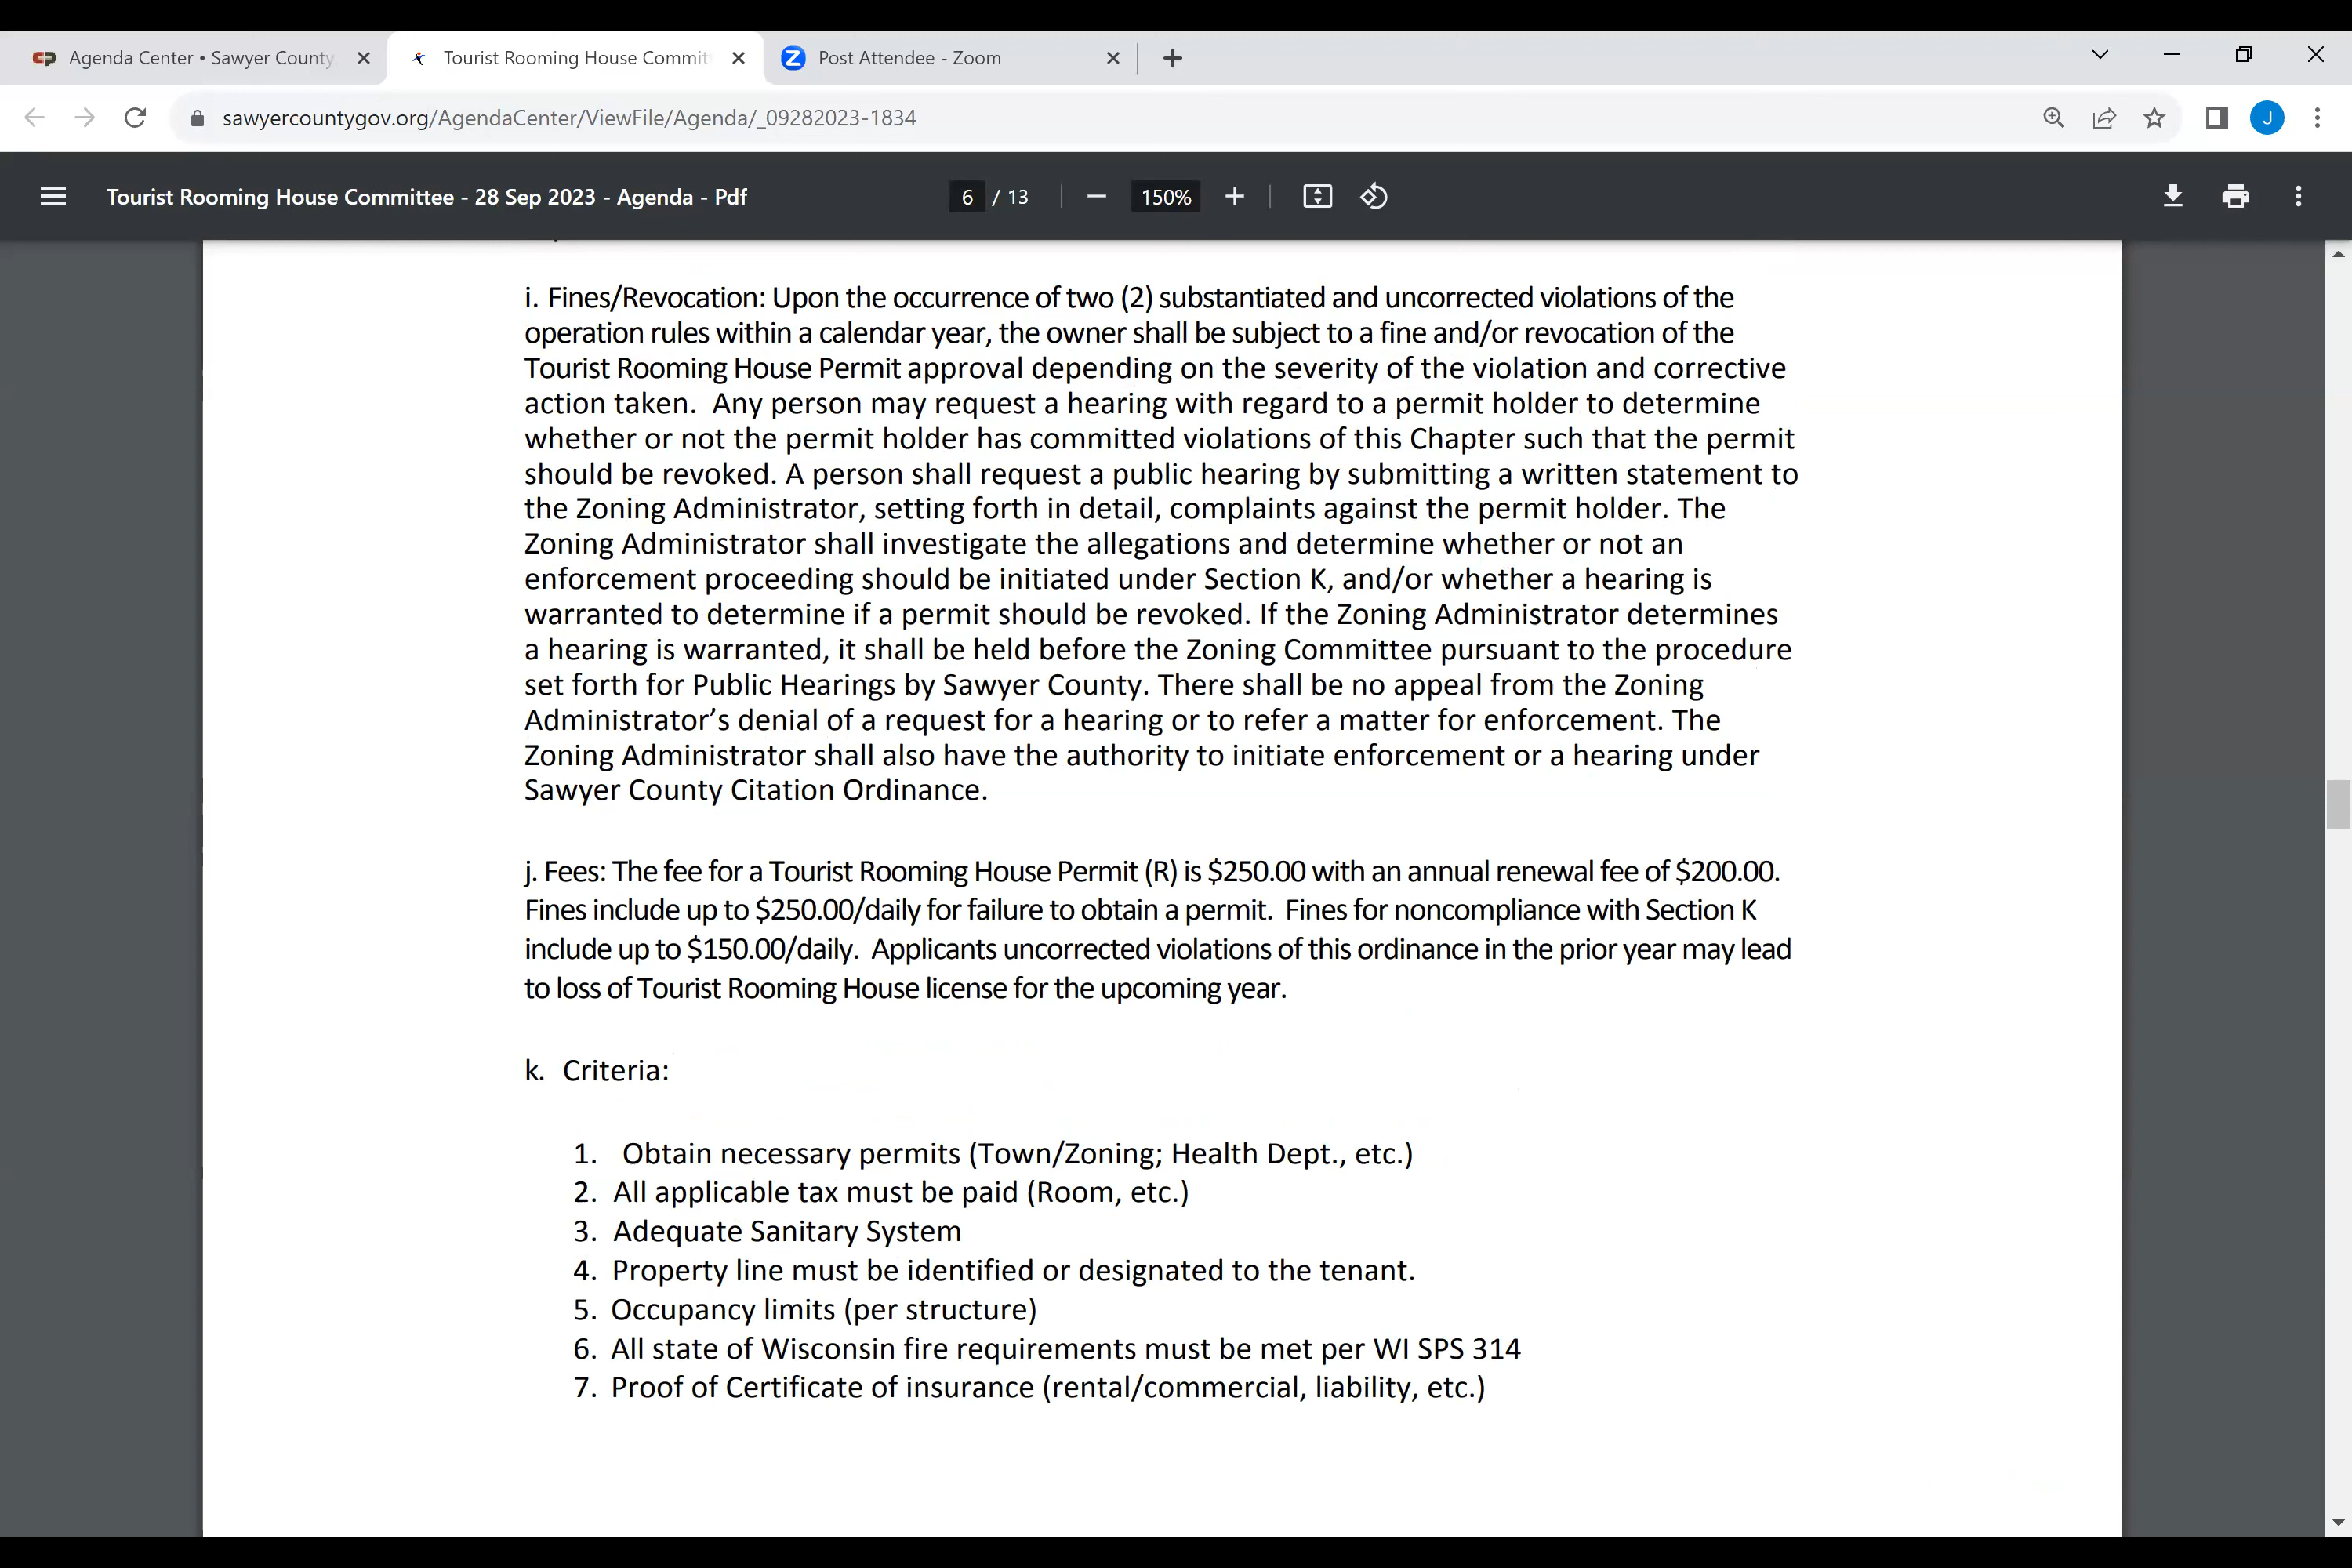 Agenda Center • Sawyer County,
Tourist Rooming House Commit
Post Attendee - Zoom
sawyercountygov.org/AgendaCenter/ViewFile/Agenda/_09282023-1834
J
Tourist Rooming House Committee - 28 Sep 2023 - Agenda - Pdf
6 / 13
150%
i. Fines/Revocation: Upon the occurrence of two (2) substantiated and uncorrected violations of the
operation rules within a calendar year, the owner shall be subject to a fine and/or revocation of the
Tourist Rooming House Permit approval depending on the severity of the violation and corrective
action taken.  Any person may request a hearing with regard to a permit holder to determine
whether or not the permit holder has committed violations of this Chapter such that the permit
should be revoked. A person shall request a public hearing by submitting a written statement to
the Zoning Administrator, setting forth in detail, complaints against the permit holder. The
Zoning Administrator shall investigate the allegations and determine whether or not an
enforcement proceeding should be initiated under Section K, and/or whether a hearing is
warranted to determine if a permit should be revoked. If the Zoning Administrator determines
a hearing is warranted, it shall be held before the Zoning Committee pursuant to the procedure
set forth for Public Hearings by Sawyer County. There shall be no appeal from the Zoning
Administrator’s denial of a request for a hearing or to refer a matter for enforcement. The
Zoning Administrator shall also have the authority to initiate enforcement or a hearing under
Sawyer County Citation Ordinance.
j. Fees: The fee for a Tourist Rooming House Permit (R) is $250.00 with an annual renewal fee of $200.00.
Fines include up to $250.00/daily for failure to obtain a permit.  Fines for noncompliance with Section K
include up to $150.00/daily.  Applicants uncorrected violations of this ordinance in the prior year may lead
to loss of Tourist Rooming House license for the upcoming year.
k. Criteria:
1. Obtain necessary permits (Town/Zoning; Health Dept., etc.)
2. All applicable tax must be paid (Room, etc.)
3. Adequate Sanitary System
4. Property line must be identified or designated to the tenant.
5. Occupancy limits (per structure)
6. All state of Wisconsin fire requirements must be met per WI SPS 314
7. Proof of Certificate of insurance (rental/commercial, liability, etc.)